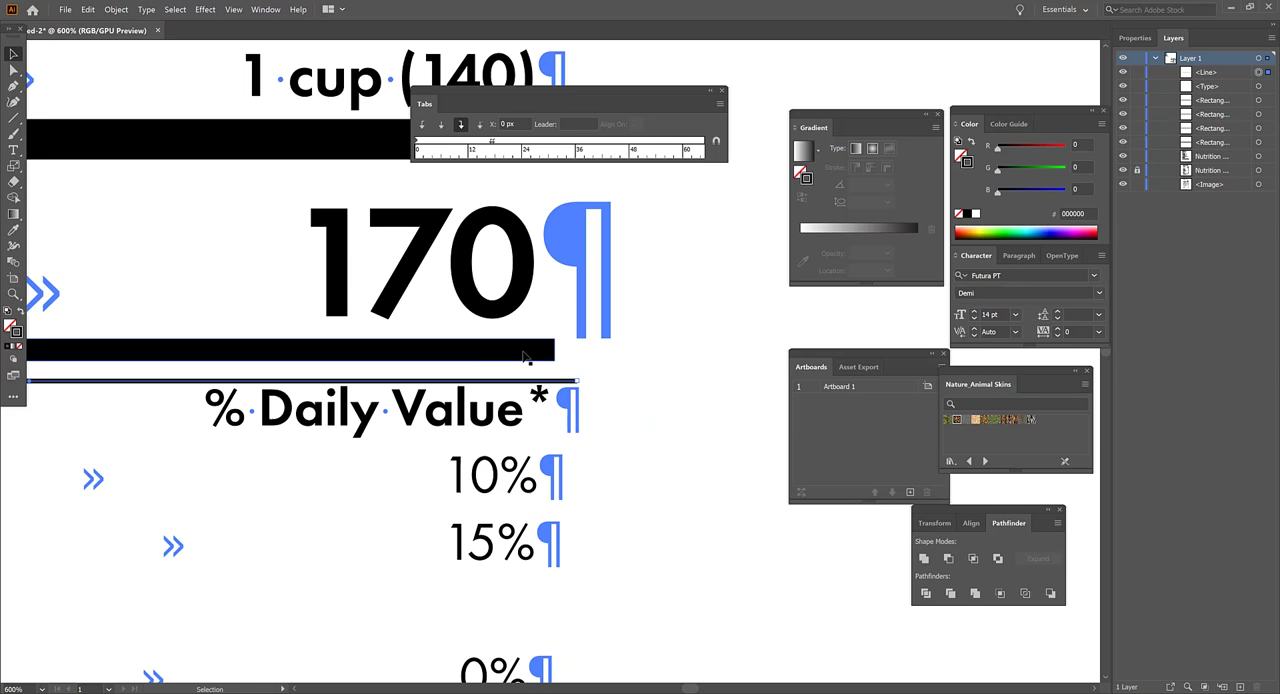 Ai File Edit Object Type Select Effect View Window Help Essentials Search Adobe Stock
ed-2* @ 600% (RGB/GPU Preview) ×
Properties Layers
Layer 1
<Line>
<Type>
<Rectang...
<Rectang...
<Rectang...
<Rectang...
Nutrition ...
Nutrition ...
<Image>
1 cup (140)¶
Tabs
X: 0 px Leader: Align On:
0 12 24 36 48 60
» 170¶
% Daily Value*¶
» 10%¶
» 15%¶
» 0%¶
Gradient
Type:
Stroke:
Opacity:
Location:
Color Color Guide
R 0
G 0
B 0
# 000000
Character Paragraph OpenType
Futura PT
Demi
14 pt
Auto 0
Artboards Asset Export
1 Artboard 1
Nature_Animal Skins
Transform Align Pathfinder
Shape Modes:
Expand
Pathfinders:
600% 1 Selection
1 Layer